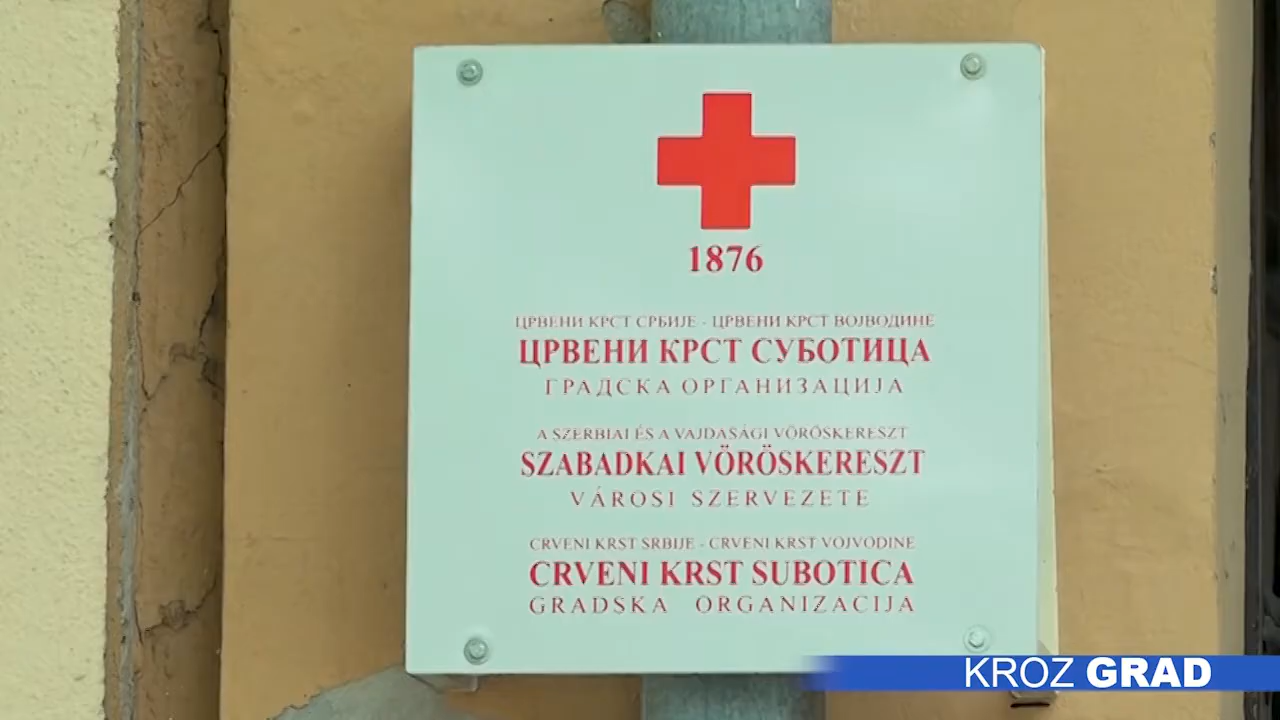 1876
ЦРВЕНИ КРСТ СРБИЈЕ - ЦРВЕНИ КРСТ ВОЈВОДИНЕ
ЦРВЕНИ КРСТ СУБОТИЦА
ГРАДСКА ОРГАНИЗАЦИЈА
A SZERBIAI ÉS A VAJDASÁGI VÖRÖSKERESZT
SZABADKAI VÖRÖSKERESZT
VÁROSI SZERVEZETE
CRVENI KRST SRBIJE - CRVENI KRST VOJVODINE
CRVENI KRST SUBOTICA
GRADSKA ORGANIZACIJA
KROZ GRAD